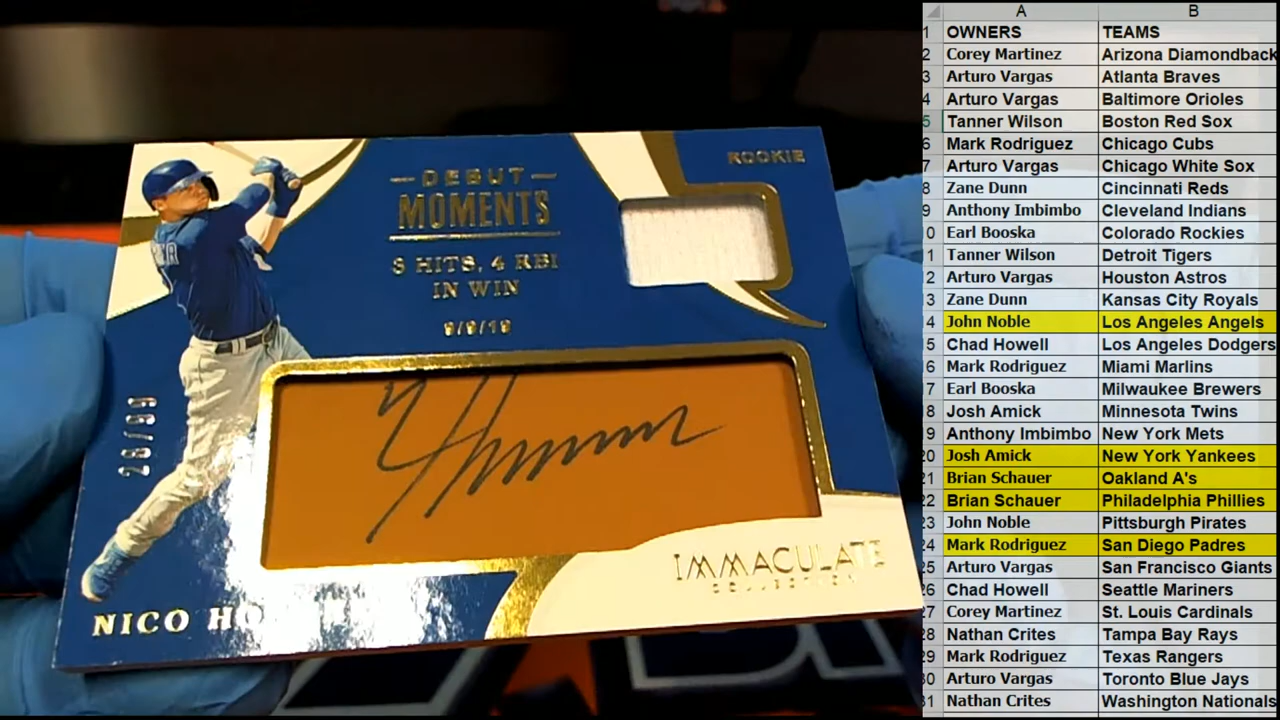 ROOKIE
DEBUT
MOMENTS
3 HITS, 4 RBI
IN WIN
9/9/19
28/99
IMMACULATE
COLLECTION
NICO
A B
1 OWNERS TEAMS
2 Corey Martinez Arizona Diamondback
3 Arturo Vargas Atlanta Braves
4 Arturo Vargas Baltimore Orioles
5 Tanner Wilson Boston Red Sox
6 Mark Rodriguez Chicago Cubs
7 Arturo Vargas Chicago White Sox
8 Zane Dunn Cincinnati Reds
9 Anthony Imbimbo Cleveland Indians
0 Earl Booska Colorado Rockies
1 Tanner Wilson Detroit Tigers
2 Arturo Vargas Houston Astros
3 Zane Dunn Kansas City Royals
4 John Noble Los Angeles Angels
5 Chad Howell Los Angeles Dodgers
6 Mark Rodriguez Miami Marlins
7 Earl Booska Milwaukee Brewers
8 Josh Amick Minnesota Twins
19 Anthony Imbimbo New York Mets
20 Josh Amick New York Yankees
21 Brian Schauer Oakland A's
22 Brian Schauer Philadelphia Phillies
23 John Noble Pittsburgh Pirates
24 Mark Rodriguez San Diego Padres
25 Arturo Vargas San Francisco Giants
26 Chad Howell Seattle Mariners
27 Corey Martinez St. Louis Cardinals
28 Nathan Crites Tampa Bay Rays
29 Mark Rodriguez Texas Rangers
30 Arturo Vargas Toronto Blue Jays
31 Nathan Crites Washington Nationals